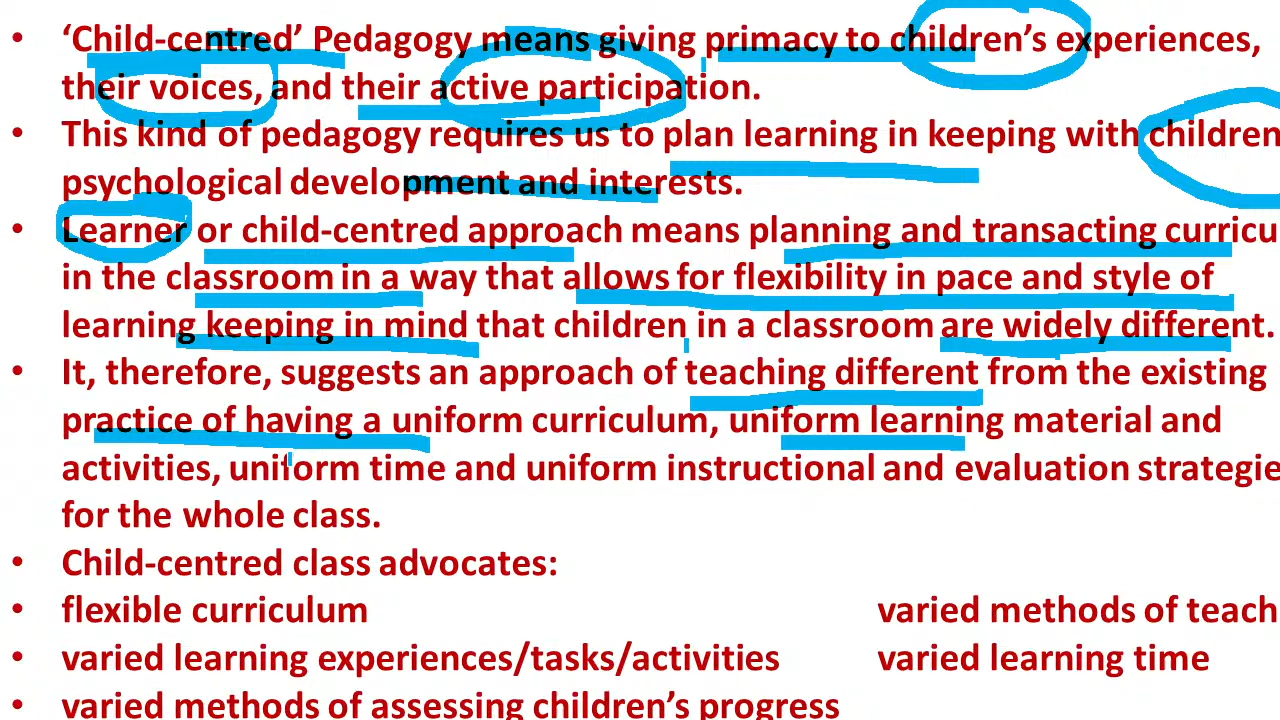 • ‘Child-centred’ Pedagogy means giving primacy to children’s experiences,
their voices, and their active participation.
• This kind of pedagogy requires us to plan learning in keeping with children
psychological development and interests.
• Learner or child-centred approach means planning and transacting curricu
in the classroom in a way that allows for flexibility in pace and style of
learning keeping in mind that children in a classroom are widely different.
• It, therefore, suggests an approach of teaching different from the existing
practice of having a uniform curriculum, uniform learning material and
activities, uniform time and uniform instructional and evaluation strategie
for the whole class.
• Child-centred class advocates:
• flexible curriculum varied methods of teach
• varied learning experiences/tasks/activities varied learning time
• varied methods of assessing children’s progress